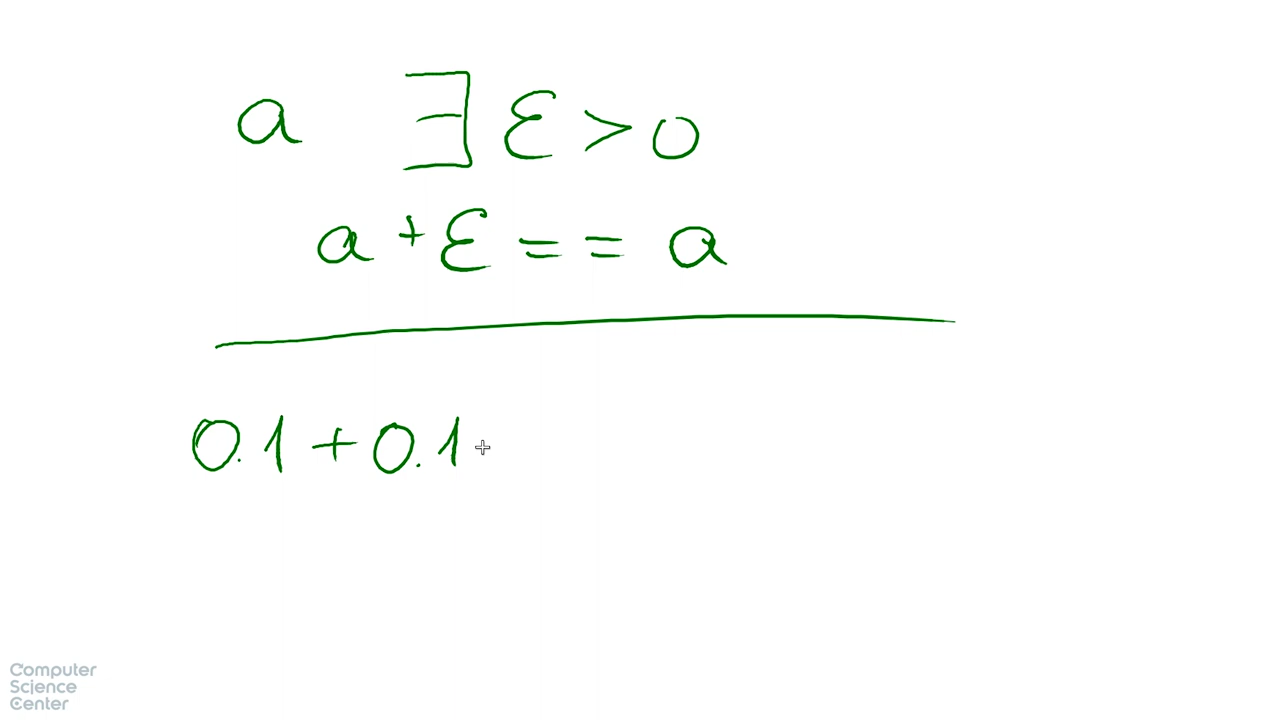 a ∃ ε > 0
a + ε == a
0.1 + 0.1
Computer
Science
Center